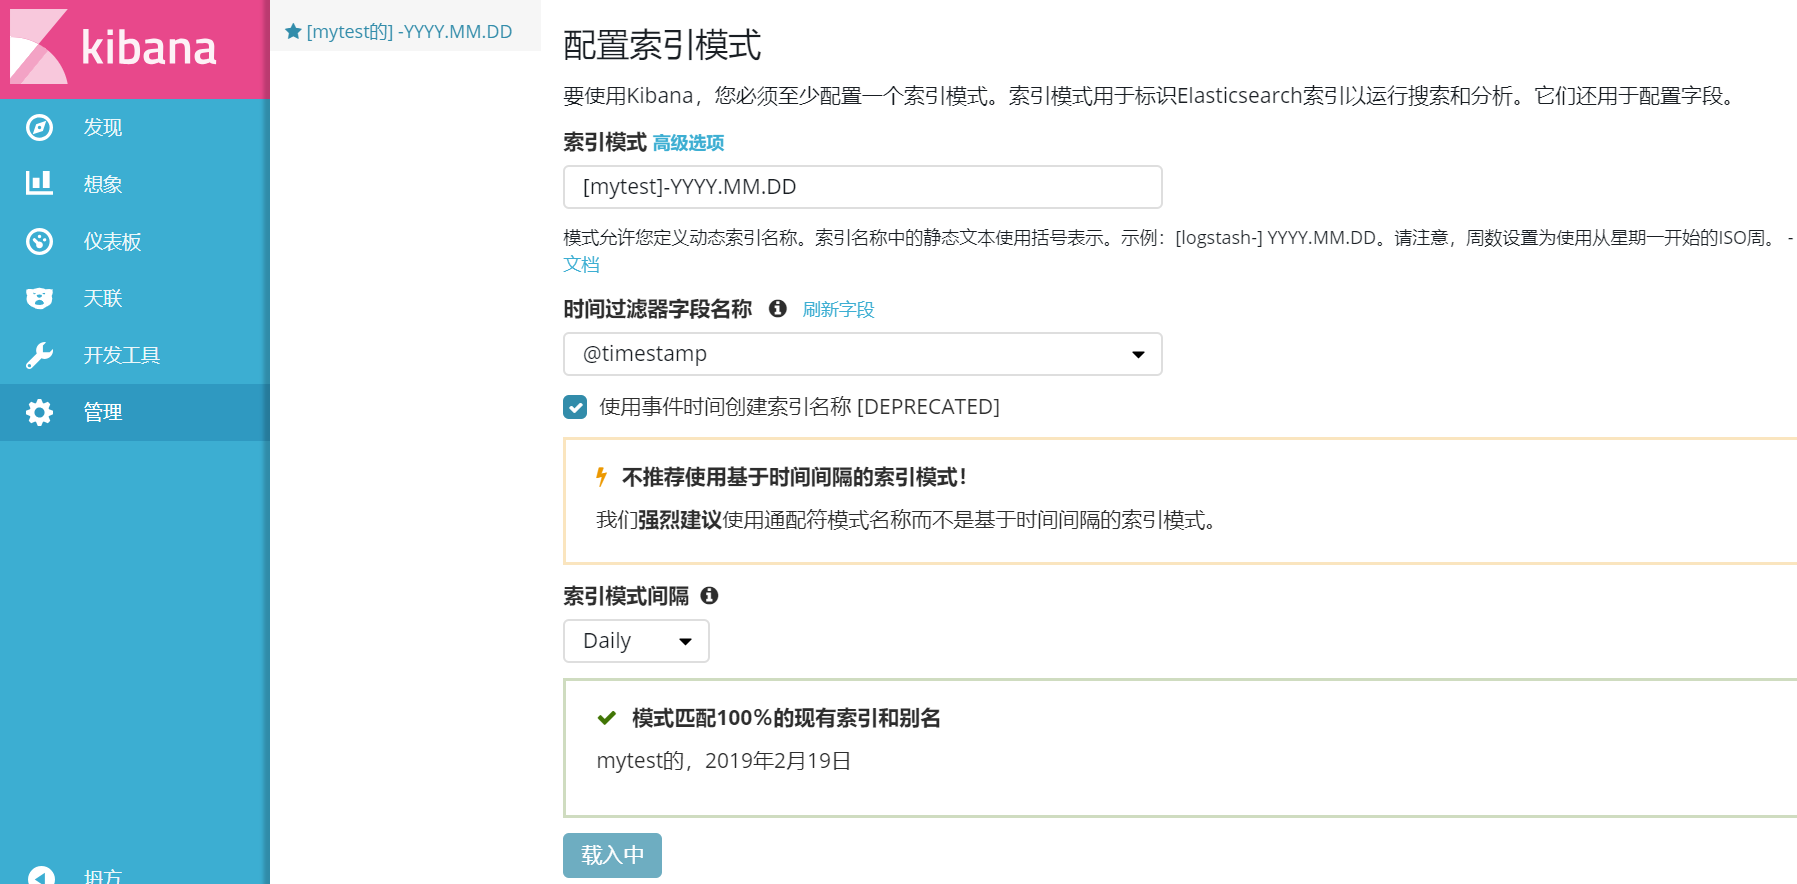 kibana
发现
想象
仪表板
天联
开发工具
管理
[mytest的] -YYYY.MM.DD
配置索引模式
要使用Kibana，您必须至少配置一个索引模式。索引模式用于标识Elasticsearch索引以运行搜索和分析。它们还用于配置字段。
索引模式 高级选项
[mytest]-YYYY.MM.DD
模式允许您定义动态索引名称。索引名称中的静态文本使用括号表示。示例：[logstash-] YYYY.MM.DD。请注意，周数设置为使用从星期一开始的ISO周。 -
文档
时间过滤器字段名称 刷新字段
@timestamp
使用事件时间创建索引名称 [DEPRECATED]
不推荐使用基于时间间隔的索引模式！
我们强烈建议使用通配符模式名称而不是基于时间间隔的索引模式。
索引模式间隔
Daily
模式匹配100％的现有索引和别名
mytest的，2019年2月19日
载入中